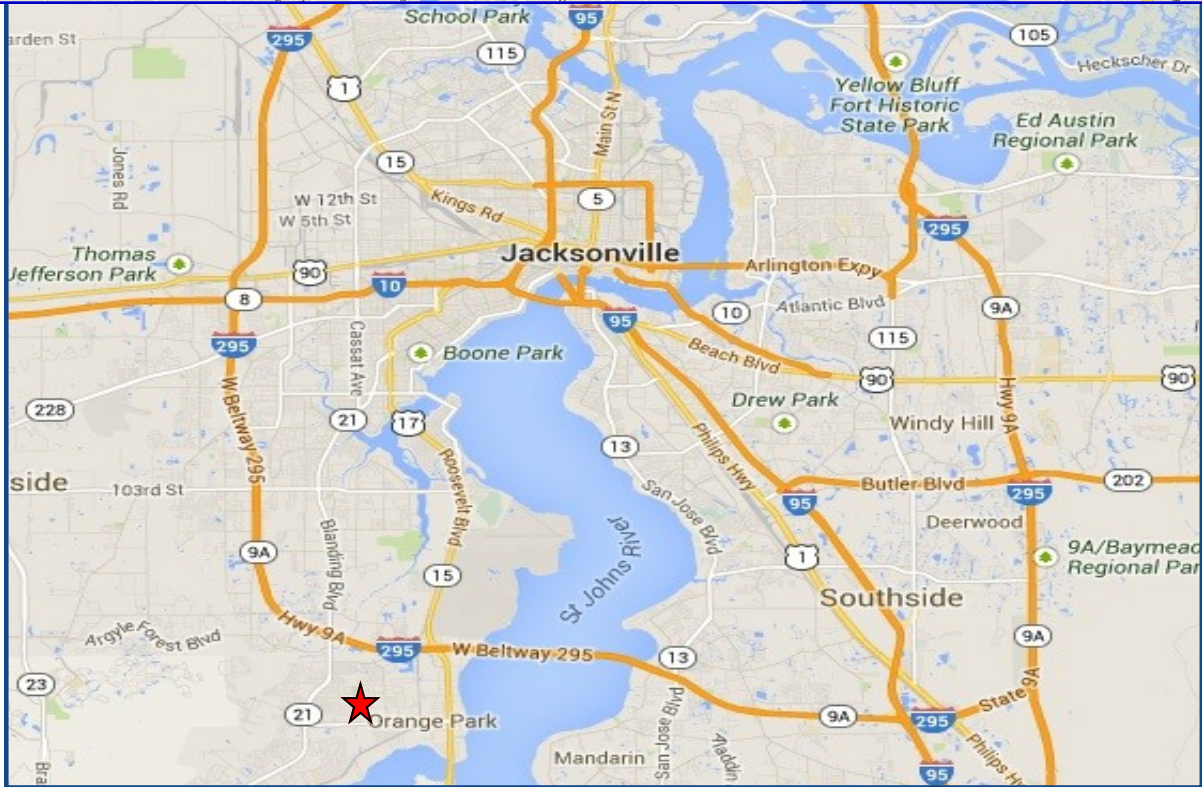 School Park
95
295
arden St
115
105
Heckscher Dr
1
Yellow Bluff
Fort Historic
State Park
Main St N
Ed Austin
Regional Park
Jones Rd
15
W 12th St
W 5th St
Kings Rd
5
295
Thomas
Jefferson Park
90
Jacksonville
Arlington Expy
8
10
10
Atlantic Blvd
9A
95
115
295
Cassat Ave
Boone Park
Beach Blvd
90
90
W Beltway 295
Hwy 9A
228
21
17
Drew Park
Windy Hill
13
Philips Hwy
side
103rd St
Roosevelt Blvd
San Jose Blvd
95
Butler Blvd
295
202
Deerwood
Blanding Blvd
St Johns River
9A
1
9A/Baymead
Regional Par
15
Southside
Argyle Forest Blvd
Hwy 9A
295
W Beltway 295
13
9A
23
21
Orange Park
San Jose Blvd
9A
295
State 9A
Mandarin
Aladdin
Philips H
95
Bra